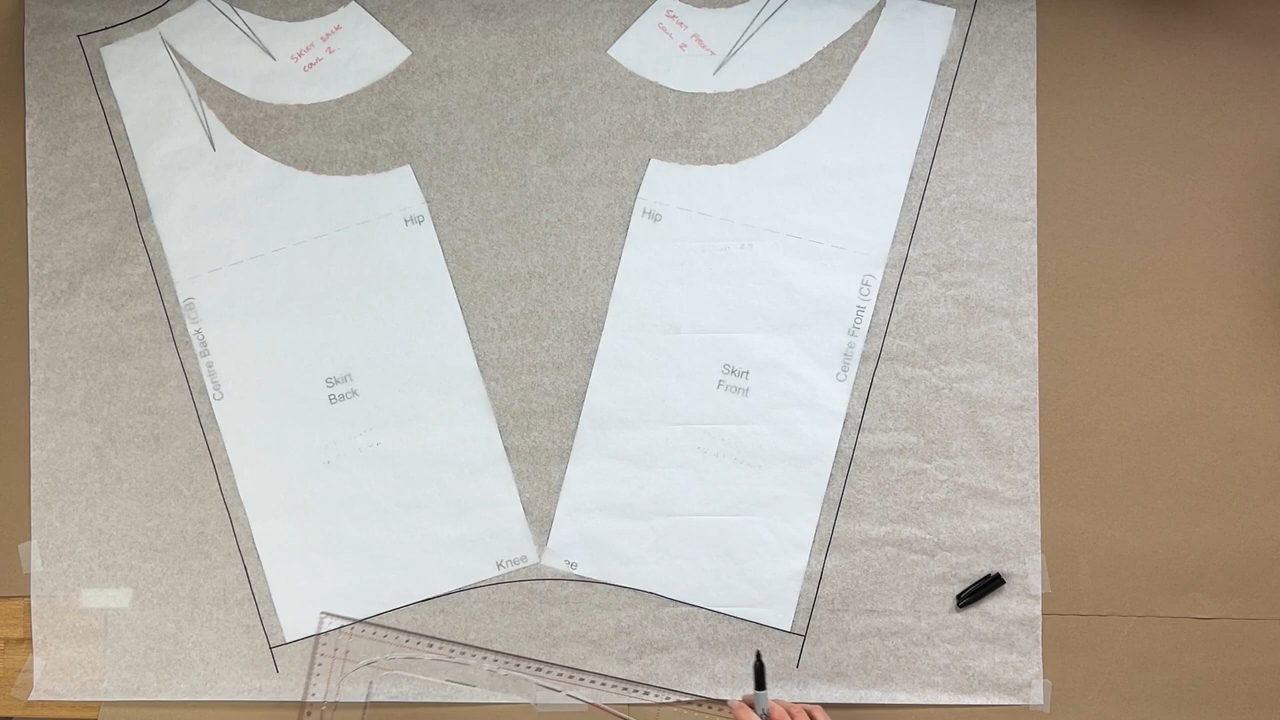 SKIRT BACK
COWL 2.
SKIRT FRONT
COWL 2
Hip
Hip
Centre Back (CB)
Centre Front (CF)
Skirt
Back
Skirt
Front
Knee
ee